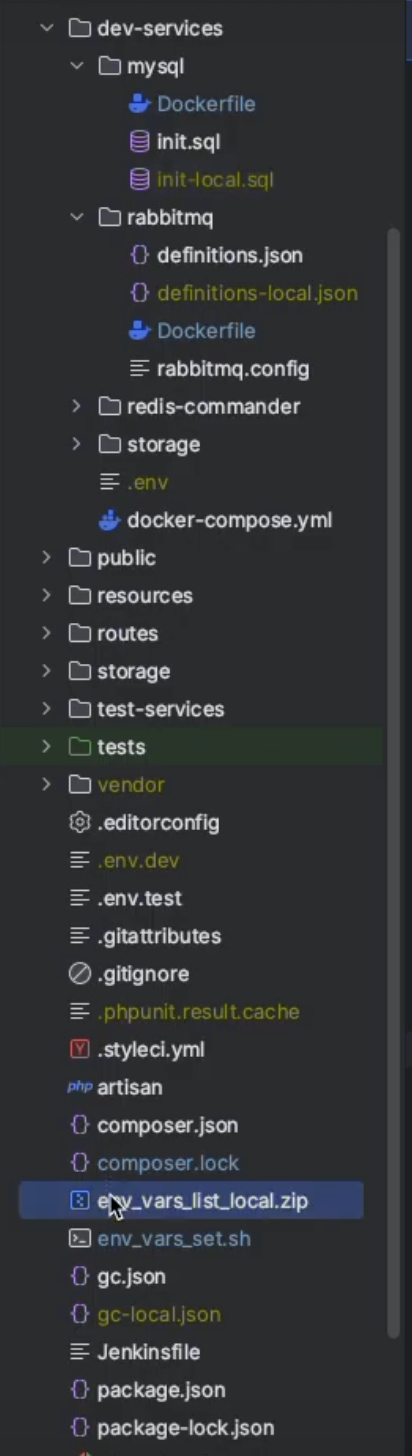 dev-services
mysql
Dockerfile
init.sql
init-local.sql
rabbitmq
definitions.json
definitions-local.json
Dockerfile
rabbitmq.config
redis-commander
storage
.env
docker-compose.yml
public
resources
routes
storage
test-services
tests
vendor
.editorconfig
.env.dev
.env.test
.gitattributes
.gitignore
.phpunit.result.cache
Y .styleci.yml
php artisan
composer.json
composer.lock
env_vars_list_local.zip
env_vars_set.sh
gc.json
gc-local.json
Jenkinsfile
package.json
package-lock.json